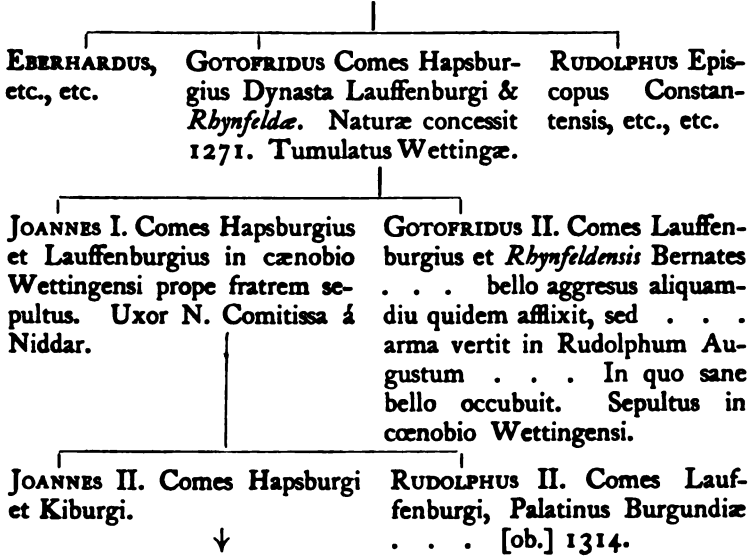 EBERHARDUS,
etc., etc.
GOTOFRIDUS Comes Hapsbur-
gius Dynasta Lauffenburgi &
Rhynfeldæ. Naturæ concessit
1271. Tumulatus Wettingæ.
RUDOLPHUS Epis-
copus Constan-
tensis, etc., etc.
JOANNES I. Comes Hapsburgius
et Lauffenburgius in cænobio
Wettingensi prope fratrem se-
pultus. Uxor N. Comitissa á
Niddar.
GOTOFRIDUS II. Comes Lauffen-
burgius et Rhynfeldensis Bernates
. . . bello aggresus aliquam-
diu quidem afflixit, sed . . .
arma vertit in Rudolphum Au-
gustum . . . In quo sane
bello occubuit. Sepultus in
cœnobio Wettingensi.
JOANNES II. Comes Hapsburgi
et Kiburgi.
RUDOLPHUS II. Comes Lauf-
fenburgi, Palatinus Burgundiæ
. . . [ob.] 1314.